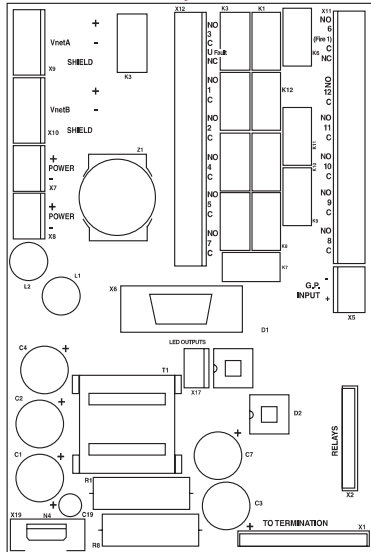 X9
VnetA
+
-
SHIELD
X10
VnetB
+
-
SHIELD
X7
+
POWER
-
X8
+
POWER
-
K3
Z1
X12
NO
3
C
U Fault
NC
NO
1
C
NO
2
C
NO
4
C
NO
5
C
NO
7
C
K3
K1
K12
K6
K11
K10
K9
K8
K7
X11
NO
6
(Fire 1)
C
NC
NO
12
C
NO
11
C
NO
10
C
NO
9
C
NO
8
C
G.P.
INPUT
-
+
X5
L2
L1
X6
D1
LED OUTPUTS
X17
D2
C4
+
C2
+
C1
+
T1
C7
+
C3
+
R1
R8
C19
+
X19
N4
RELAYS
X2
TO TERMINATION
X1